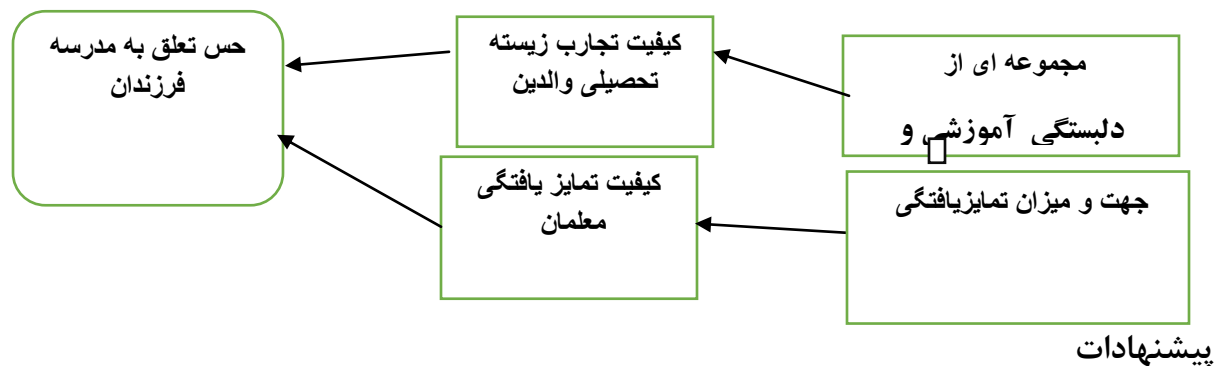 مجموعه ای از
دلبستگی آموزشی و
کیفیت تجارب زیسته
تحصیلی والدین
حس تعلق به مدرسه
فرزندان
جهت و میزان تمایزیافتگی
کیفیت تمایز یافتگی
معلمان
پیشنهادات